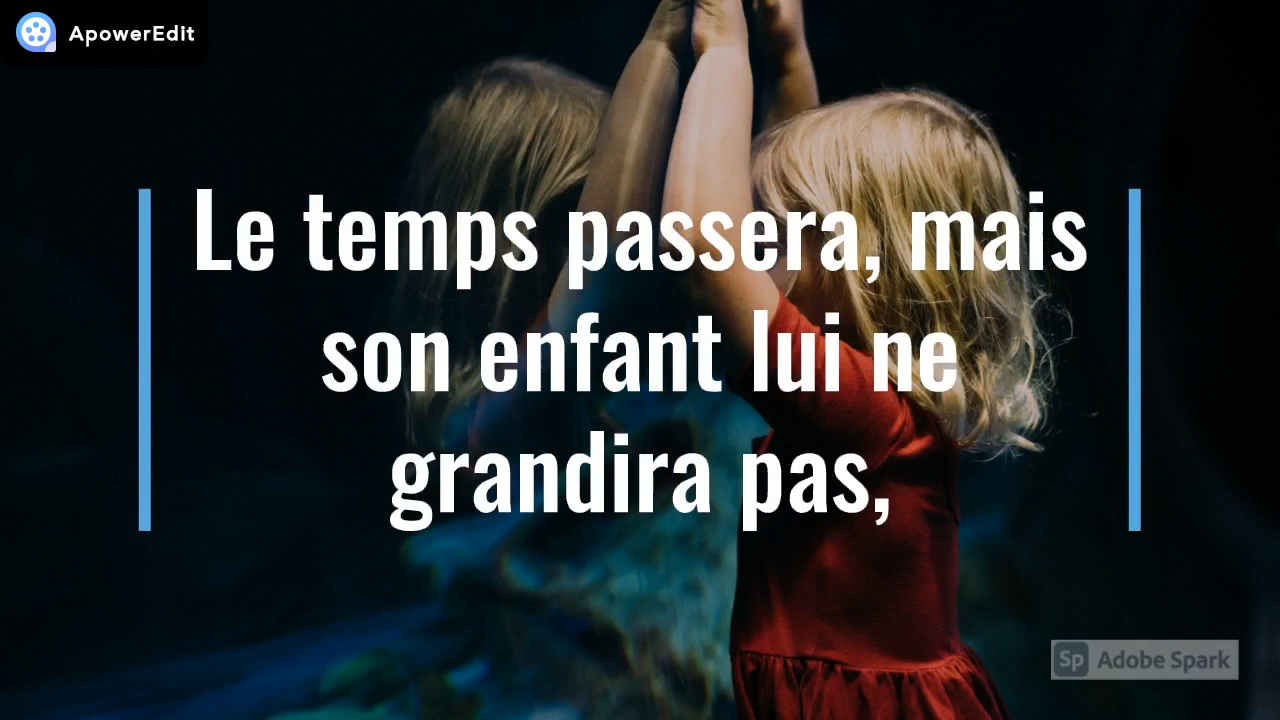 ApowerEdit
Le temps passera, mais
son enfant lui ne
grandira pas,
Sp Adobe Spark